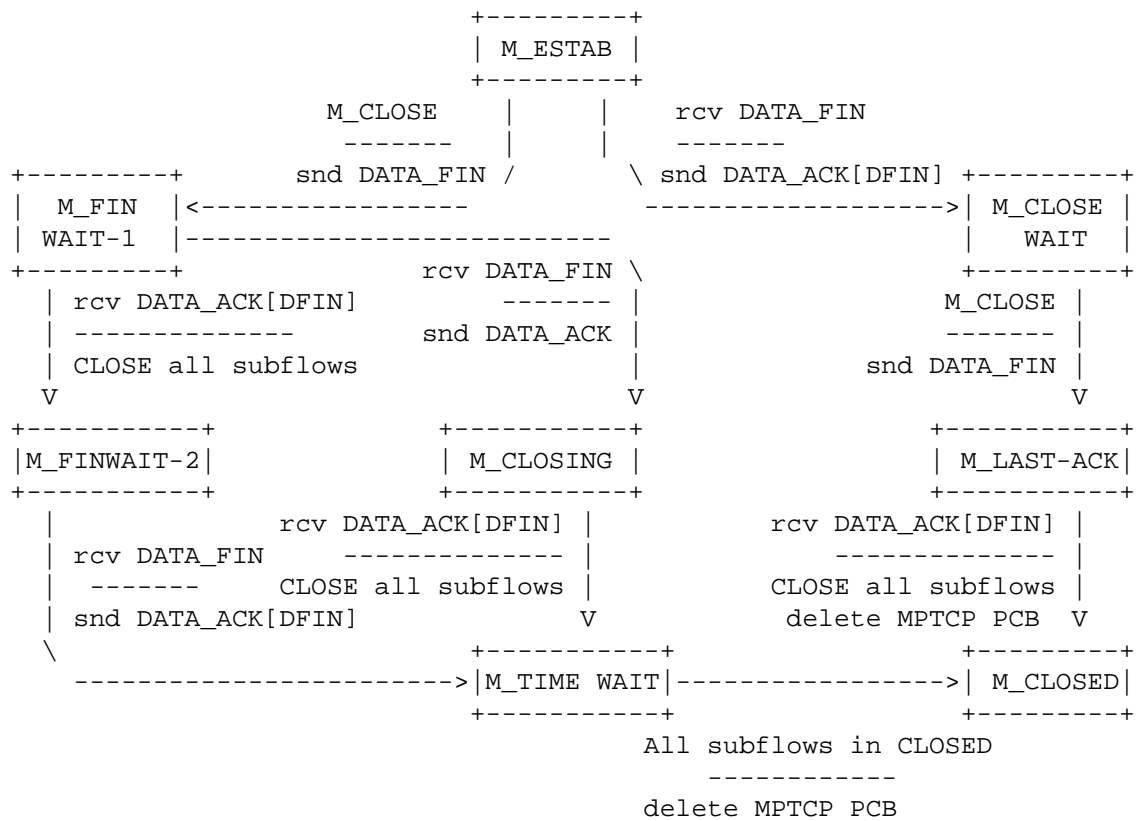 +---------+
                              | M_ESTAB |
                              +---------+
                     M_CLOSE    |     |    rcv DATA_FIN
                      -------   |     |    -------
+---------+       snd DATA_FIN /       \ snd DATA_ACK[DFIN] +---------+
|  M_FIN  |<-----------------           ------------------->| M_CLOSE |
| WAIT-1  |---------------------------                      |   WAIT  |
+---------+               rcv DATA_FIN \                    +---------+
  | rcv DATA_ACK[DFIN]         ------- |                   M_CLOSE |
  | --------------        snd DATA_ACK |                   ------- |
  | CLOSE all subflows                 |              snd DATA_FIN |
  V                                    V                           V
+-----------+              +-----------+                  +-----------+
|M_FINWAIT-2|              | M_CLOSING |                  | M_LAST-ACK|
+-----------+              +-----------+                  +-----------+
  |              rcv DATA_ACK[DFIN] |           rcv DATA_ACK[DFIN] |
  | rcv DATA_FIN     -------------- |               -------------- |
  |  -------     CLOSE all subflows |           CLOSE all subflows |
  | snd DATA_ACK[DFIN]              V            delete MPTCP PCB  V
  \                          +-----------+                  +---------+
    ------------------------>|M_TIME WAIT|----------------->| M_CLOSED|
                             +-----------+                  +---------+
                                        All subflows in CLOSED
                                            ------------
                                        delete MPTCP PCB